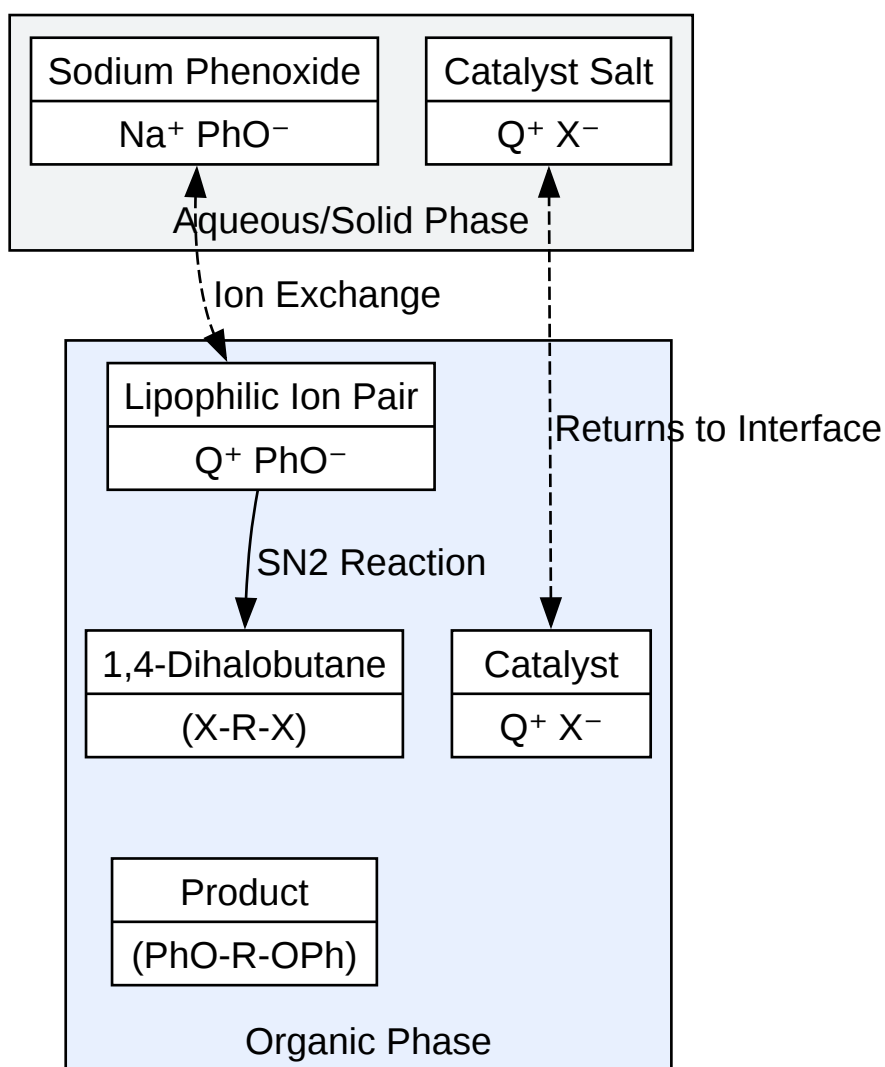 Sodium Phenoxide
Na⁺ PhO⁻
Catalyst Salt
Q⁺ X⁻
Aqueous/Solid Phase
Ion Exchange
Returns to Interface
Lipophilic Ion Pair
Q⁺ PhO⁻
SN2 Reaction
1,4-Dihalobutane
(X-R-X)
Catalyst
Q⁺ X⁻
Product
(PhO-R-OPh)
Organic Phase